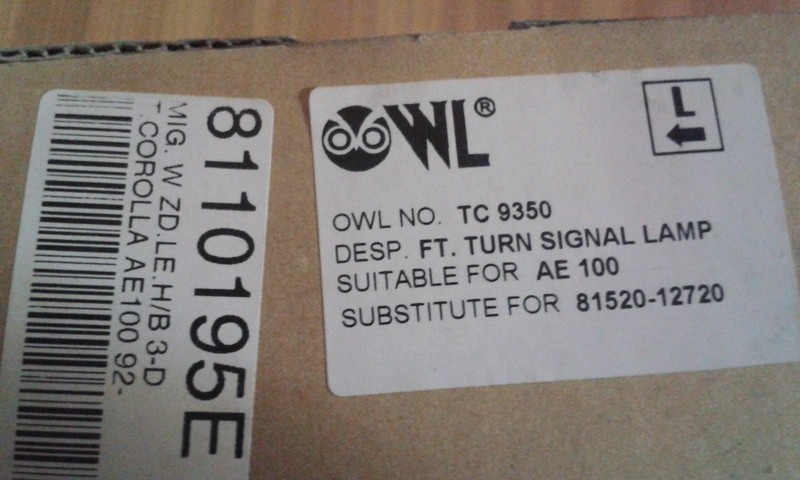 8110195E
MIG. W ZD.LE.H/B 3-D
T.COROLLA AE100 92-
OWL®
L
OWL NO. TC 9350
DESP. FT. TURN SIGNAL LAMP
SUITABLE FOR AE 100
SUBSTITUTE FOR 81520-12720